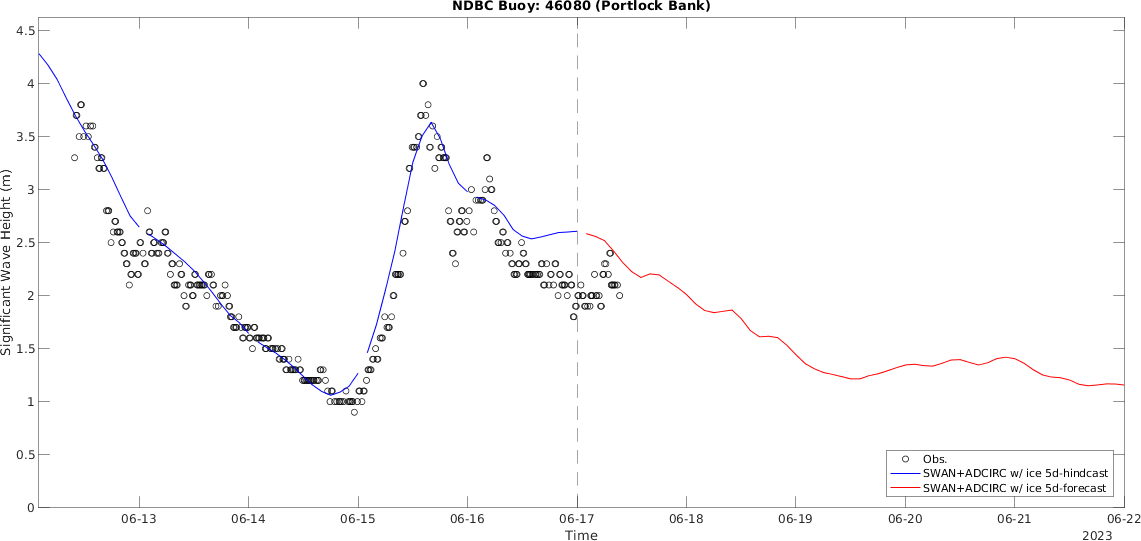 NDBC Buoy: 46080 (Portlock Bank)
4.5
4
3.5
3
2.5
2
1.5
1
0.5
0
Significant Wave Height (m)
Obs.
SWAN+ADCIRC w/ ice 5d-hindcast
SWAN+ADCIRC w/ ice 5d-forecast
06-13 06-14 06-15 06-16 06-17 06-18 06-19 06-20 06-21 06-22
Time
2023